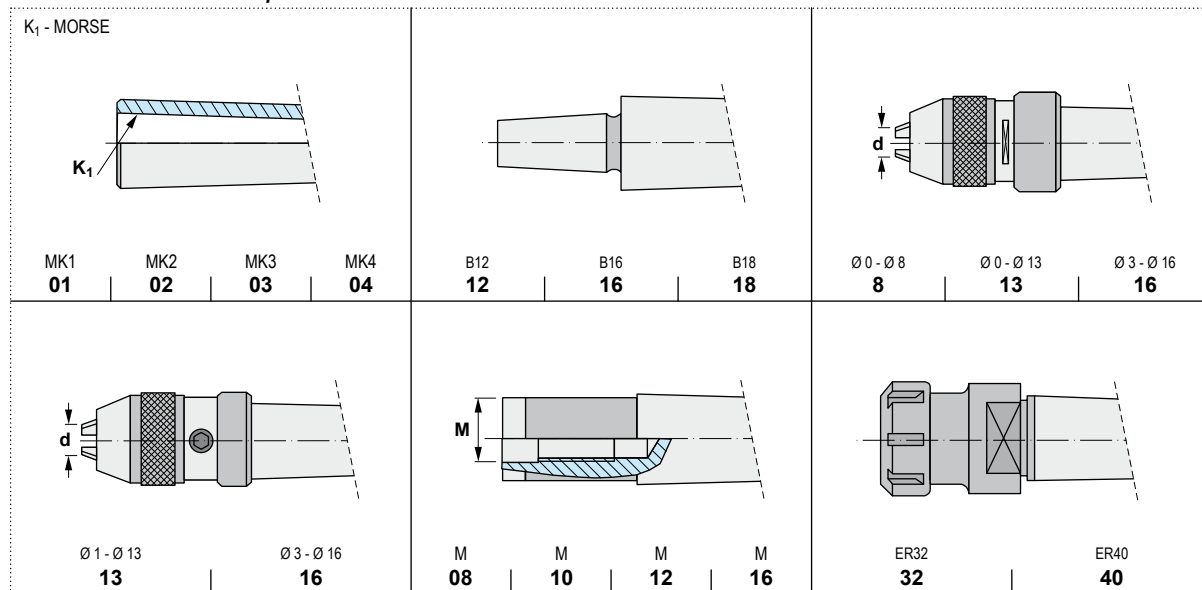 K₁ - MORSE
K₁
MK1 MK2 MK3 MK4
01 02 03 04
B12 B16 B18
12 16 18
d
Ø 0 - Ø 8 Ø 0 - Ø 13 Ø 3 - Ø 16
8 13 16
d
Ø 1 - Ø 13 Ø 3 - Ø 16
13 16
M
M M M M
08 10 12 16
ER32 ER40
32 40